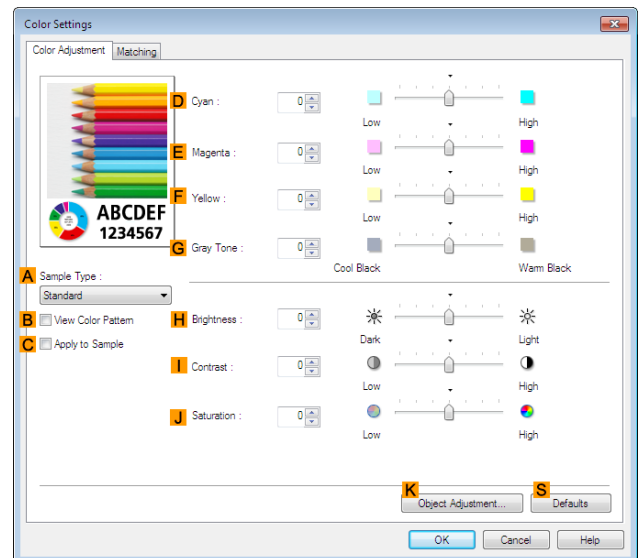 Color Settings
Color Adjustment Matching
D Cyan : 0
Low High
E Magenta : 0
Low High
F Yellow : 0
Low High
ABCDEF
1234567
G Gray Tone : 0
Cool Black Warm Black
A Sample Type :
Standard
B View Color Pattern
C Apply to Sample
H Brightness : 0
Dark Light
I Contrast : 0
Low High
J Saturation : 0
Low High
K Object Adjustment...
S Defaults
OK Cancel Help